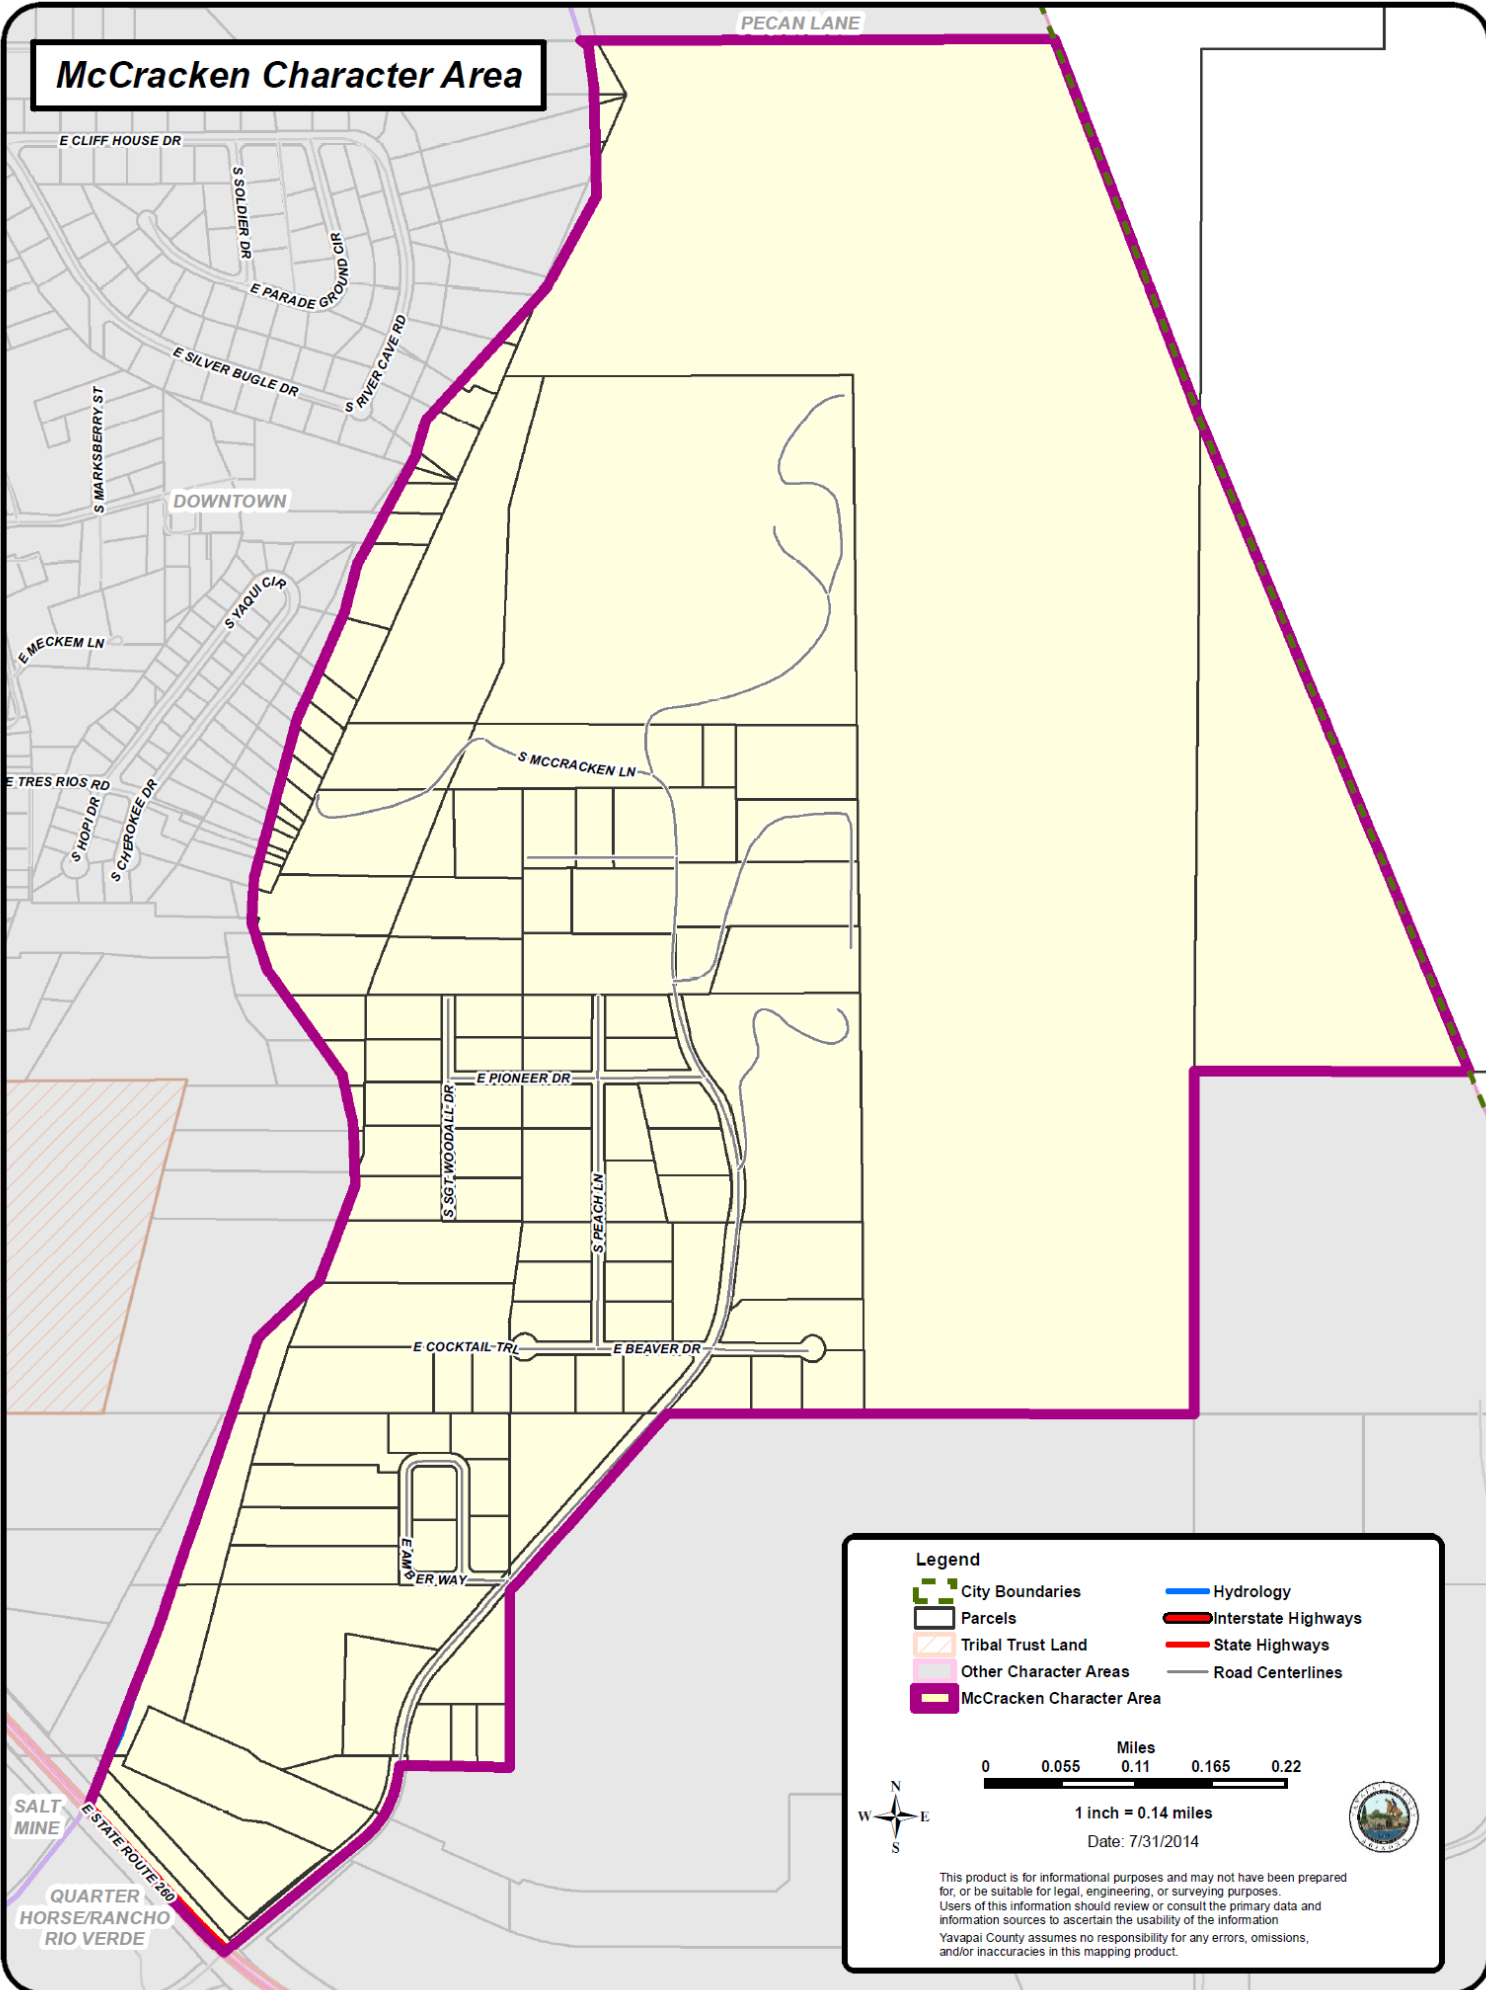 PECAN LANE
McCracken Character Area
E CLIFF HOUSE DR
S SOLDIER DR
E PARADE GROUND CIR
E SILVER BUGLE DR
S RIVER CAVE RD
S MARKSBERRY ST
DOWNTOWN
S YAQUI CIR
E MECKEM LN
E TRES RIOS RD
S HOPI DR
S CHEROKEE DR
S MCCRACKEN LN
E PIONEER DR
S SGT WOODALL DR
S PEACH LN
E COCKTAIL TRL
E BEAVER DR
E AMBER WAY
SALT
MINE
E STATE ROUTE 260
QUARTER
HORSE/RANCHO
RIO VERDE
Legend
City Boundaries
Parcels
Tribal Trust Land
Other Character Areas
McCracken Character Area
Hydrology
Interstate Highways
State Highways
Road Centerlines
Miles
0 0.055 0.11 0.165 0.22
N
W E
S
1 inch = 0.14 miles
Date: 7/31/2014
This product is for informational purposes and may not have been prepared
for, or be suitable for legal, engineering, or surveying purposes.
Users of this information should review or consult the primary data and
information sources to ascertain the usability of the information
Yavapai County assumes no responsibility for any errors, omissions,
and/or inaccuracies in this mapping product.